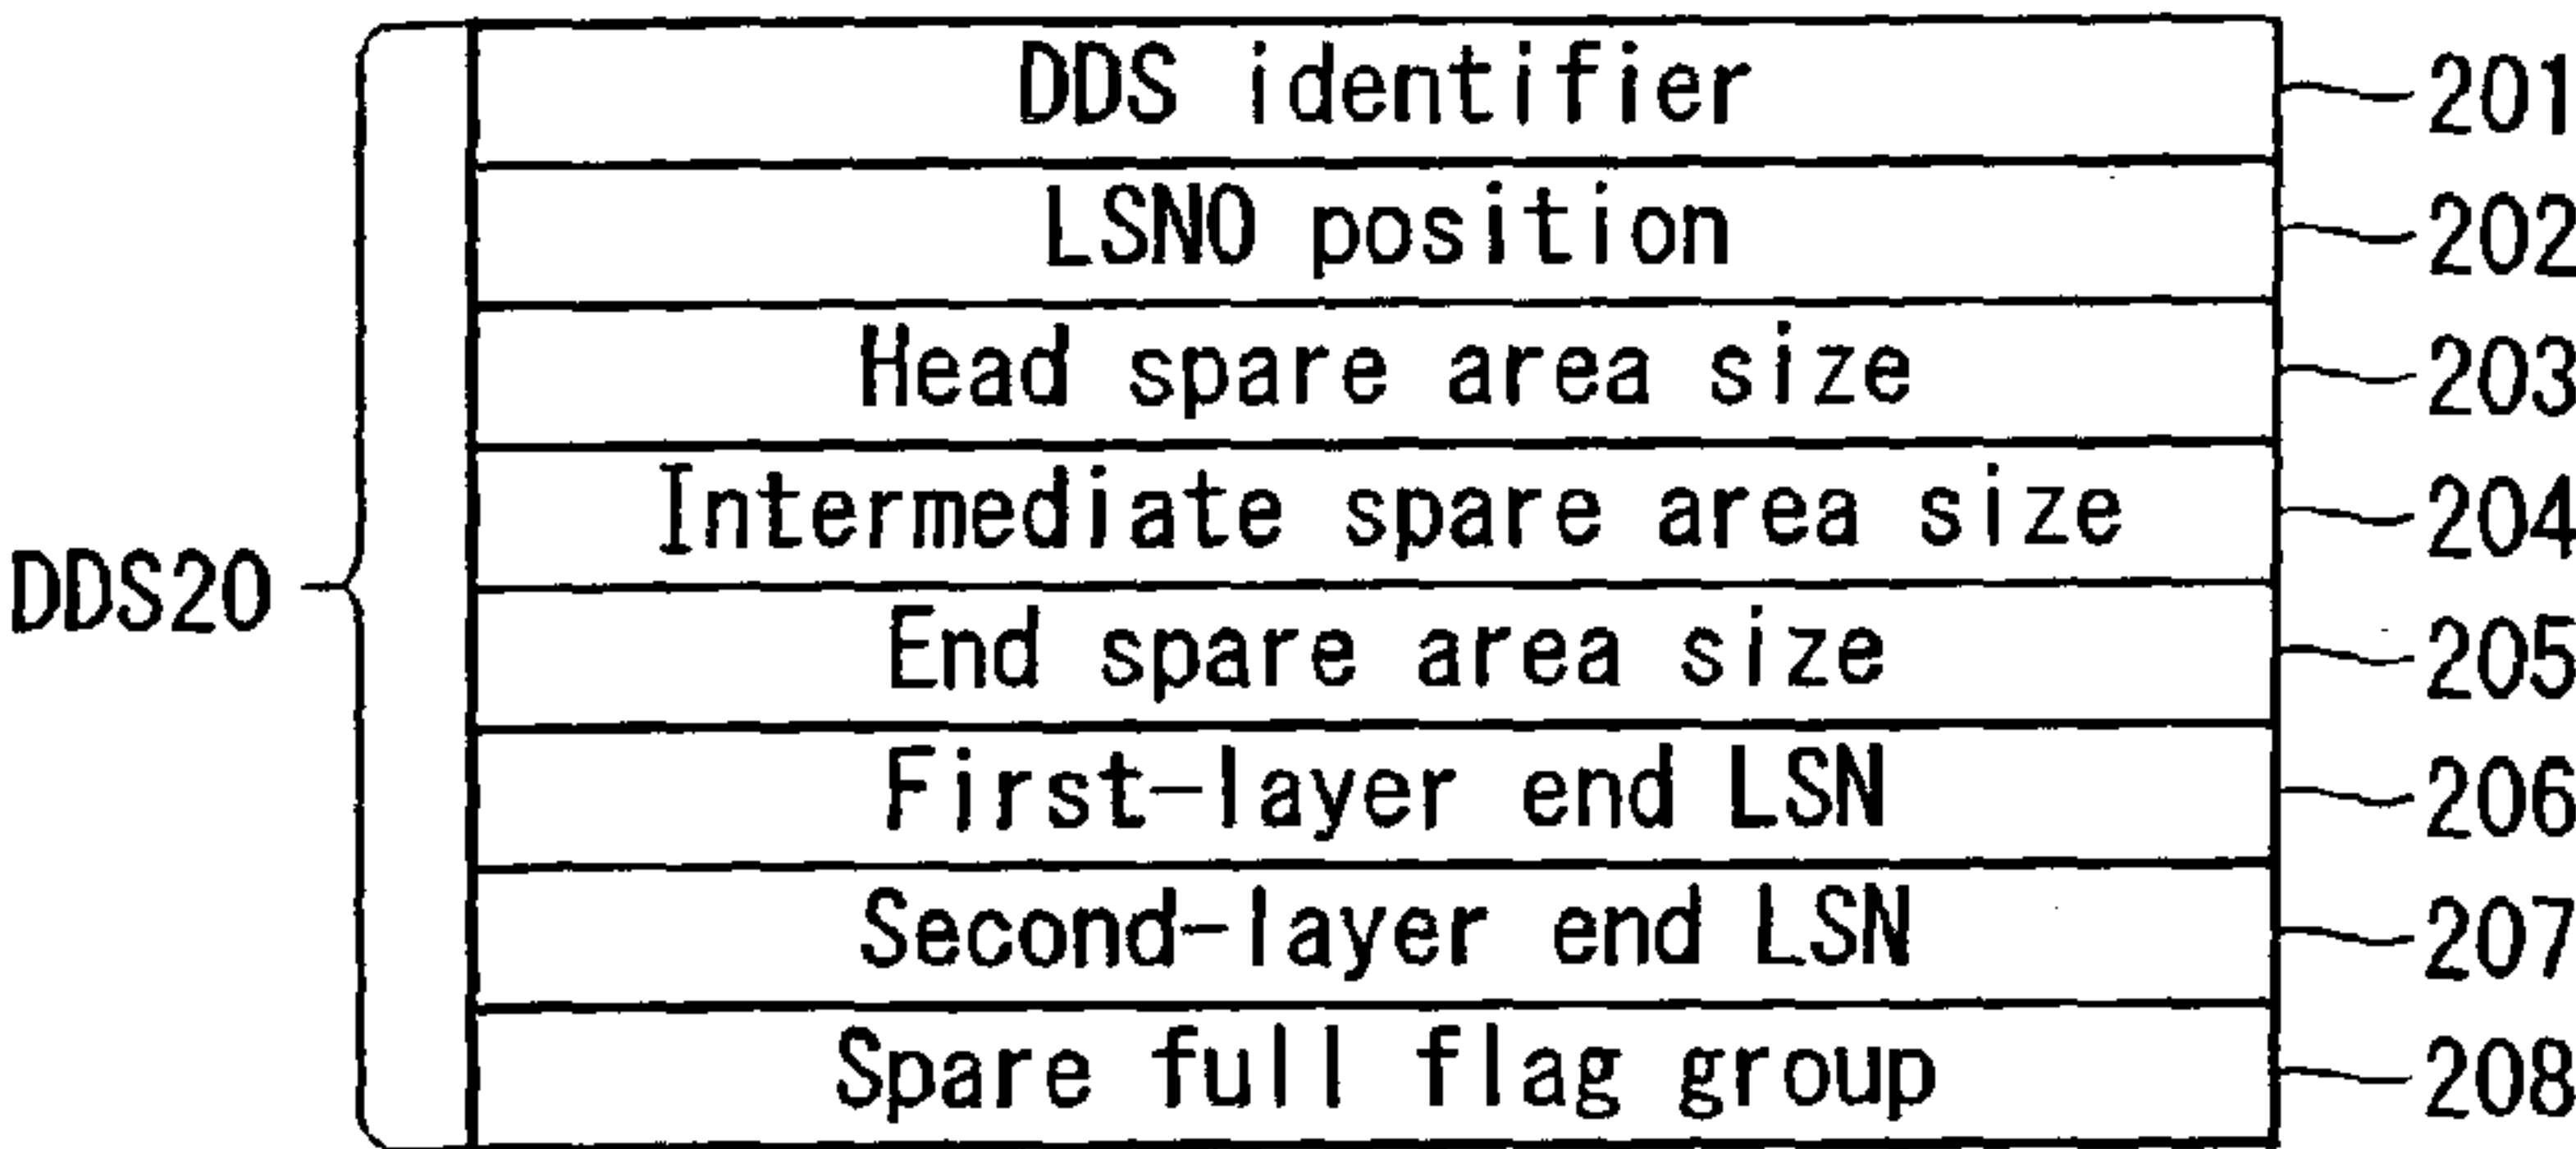 DDS identifier 201
LSN0 position 202
Head spare area size 203
Intermediate spare area size 204
DDS20
End spare area size 205
First-layer end LSN 206
Second-layer end LSN 207
Spare full flag group 208